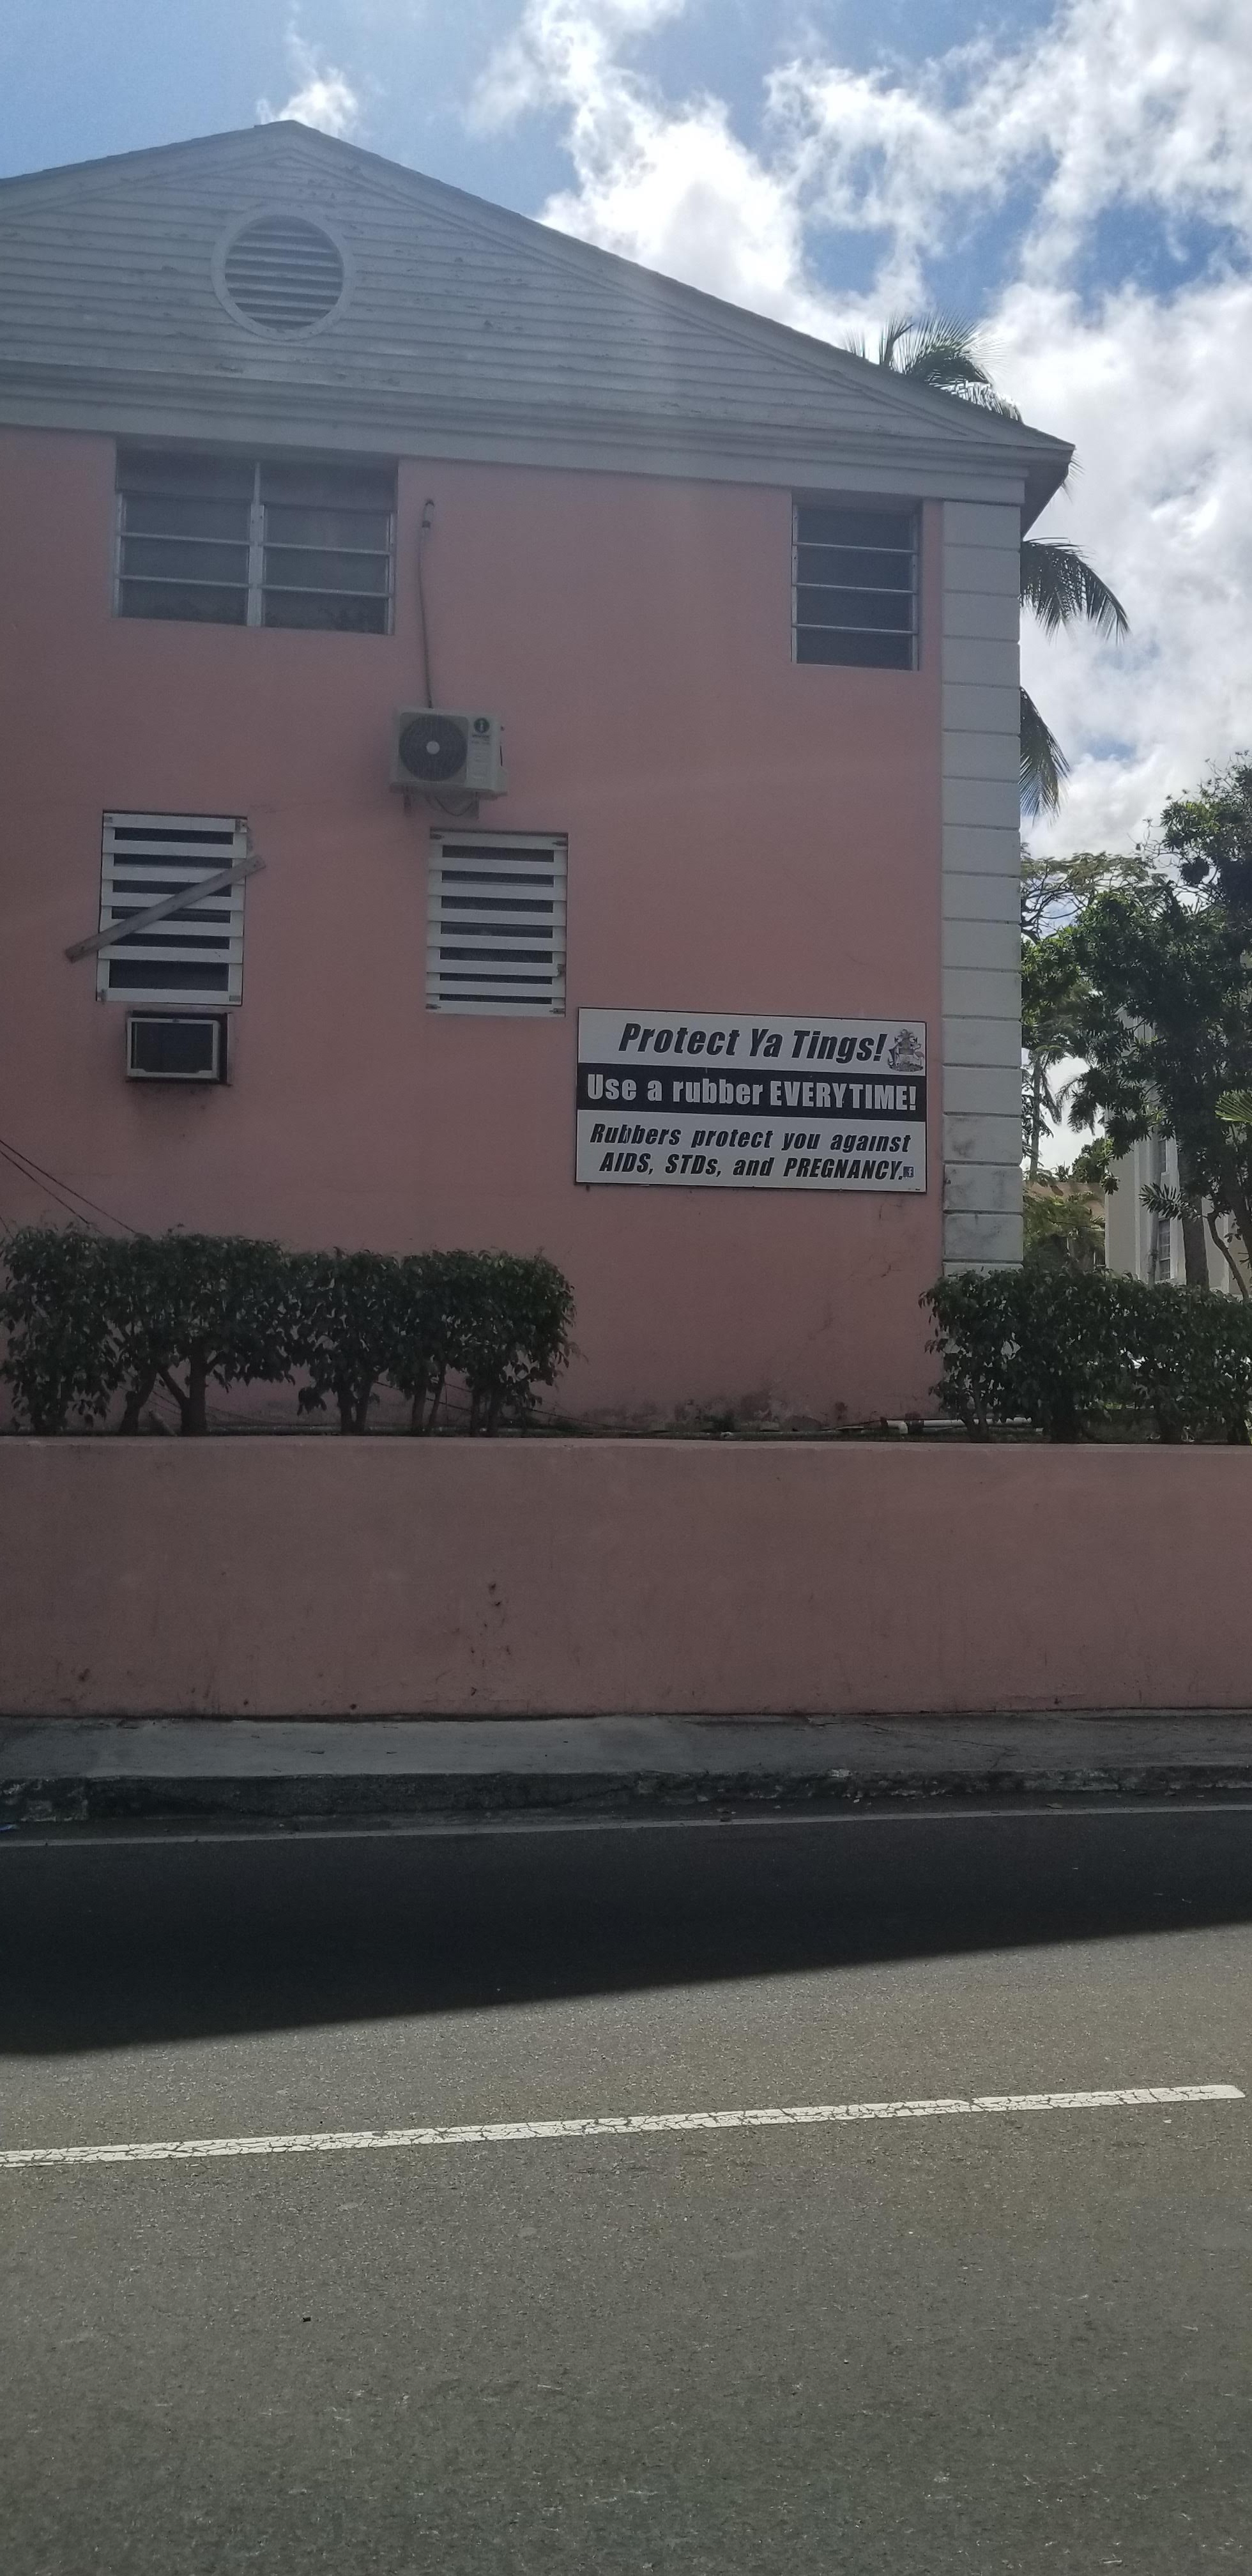 Protect Ya Tings!
Use a rubber EVERYTIME!
Rubbers protect you against
AIDS, STDs, and PREGNANCY.